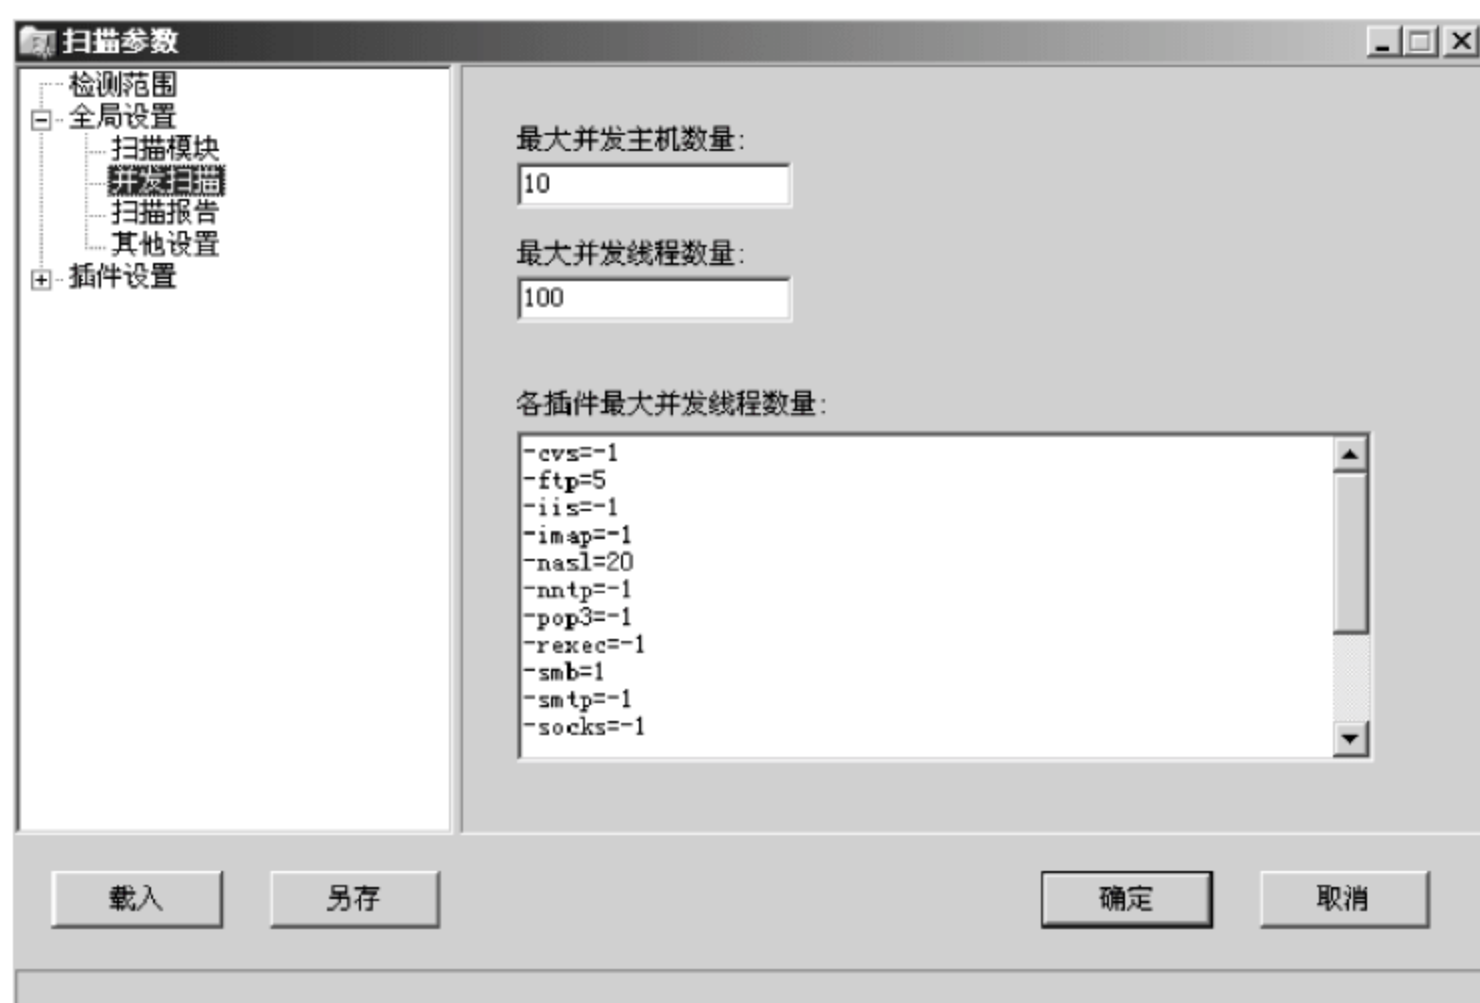 扫描参数
检测范围
全局设置
扫描模块
并发扫描
扫描报告
其他设置
插件设置
最大并发主机数量:
10
最大并发线程数量:
100
各插件最大并发线程数量:
-cvs=-1
-ftp=5
-iis=-1
-imap=-1
-nasl=20
-nntp=-1
-pop3=-1
-rexec=-1
-smb=1
-smtp=-1
-socks=-1
载入
另存
确定
取消